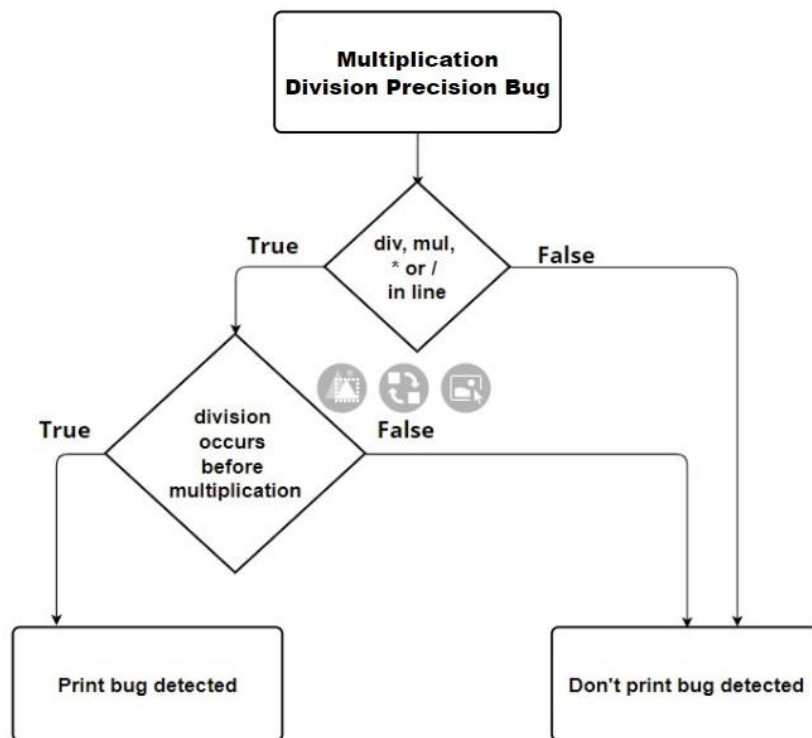 Multiplication
Division Precision Bug
div, mul,
* or /
in line
True
False
division
occurs
before
multiplication
True
False
Print bug detected
Don't print bug detected